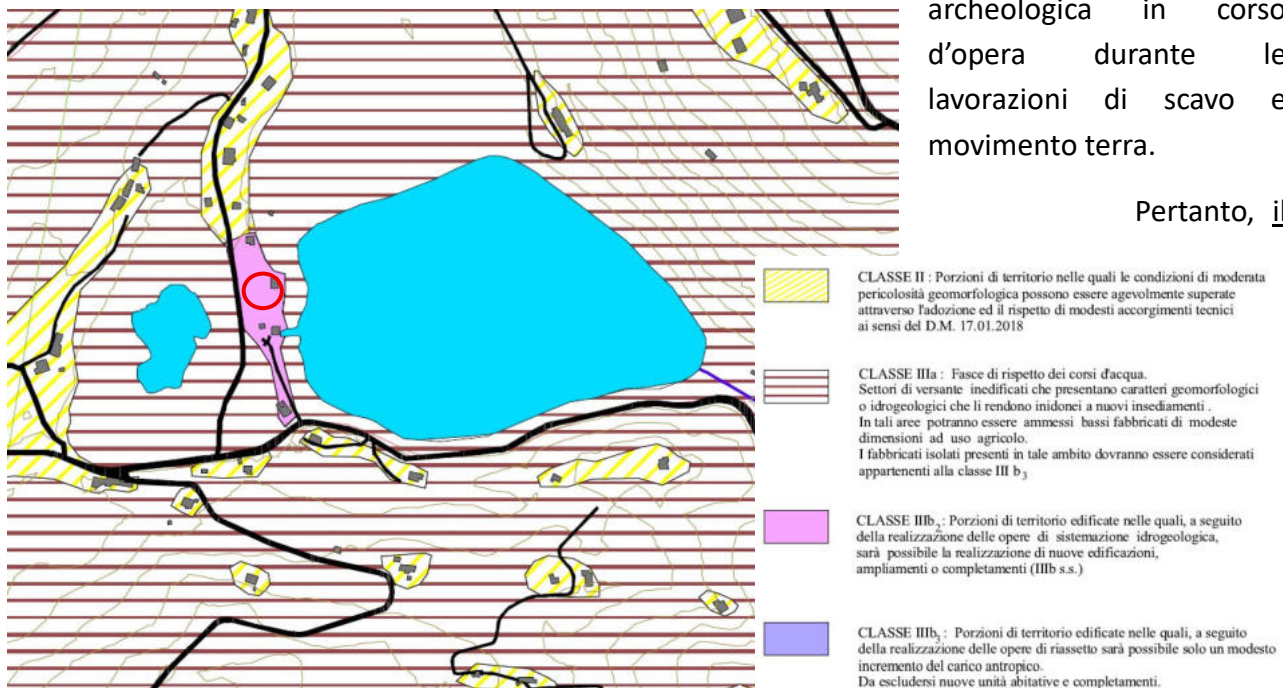 archeologica in corso
d’opera durante le
lavorazioni di scavo e
movimento terra.
Pertanto, il
CLASSE II : Porzioni di territorio nelle quali le condizioni di moderata
pericolosità geomorfologica possono essere agevolmente superate
attraverso l'adozione ed il rispetto di modesti accorgimenti tecnici
ai sensi del D.M. 17.01.2018
CLASSE IIIa : Fasce di rispetto dei corsi d'acqua.
Settori di versante inedificati che presentano caratteri geomorfologici
o idrogeologici che li rendono inidonei a nuovi insediamenti .
In tali aree potranno essere ammessi bassi fabbricati di modeste
dimensioni ad uso agricolo.
I fabbricati isolati presenti in tale ambito dovranno essere considerati
appartenenti alla classe III b3
CLASSE IIIb2 : Porzioni di territorio edificate nelle quali, a seguito
della realizzazione delle opere di sistemazione idrogeologica,
sarà possibile la realizzazione di nuove edificazioni,
ampliamenti o completamenti (IIIb s.s.)
CLASSE IIIb3 : Porzioni di territorio edificate nelle quali, a seguito
della realizzazione delle opere di riassetto sarà possibile solo un modesto
incremento del carico antropico.
Da escludersi nuove unità abitative e completamenti.